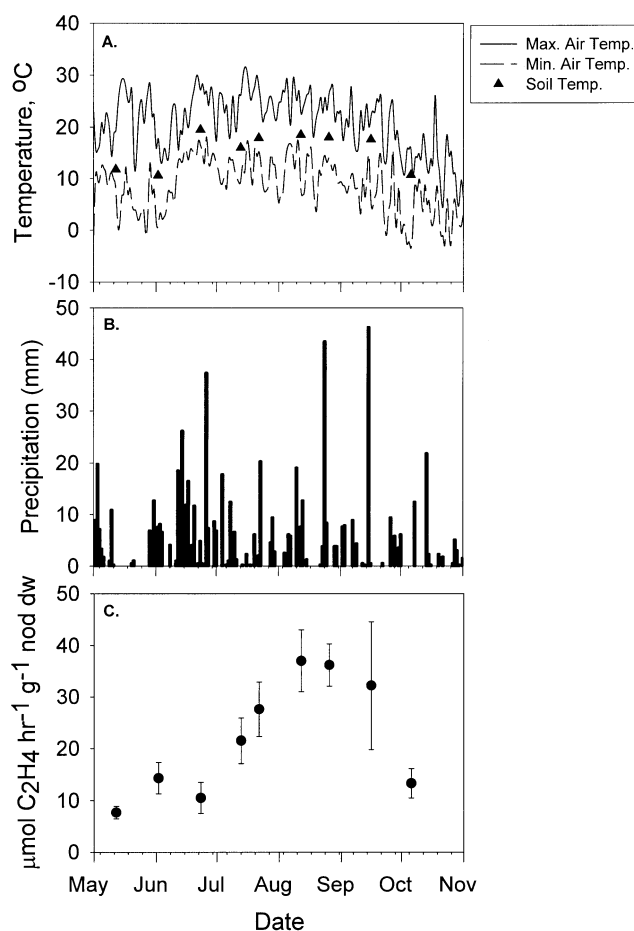 A.
Max. Air Temp.
Min. Air Temp.
Soil Temp.
Temperature, ºC
40
30
20
10
0
-10
B.
Precipitation (mm)
50
40
30
20
10
0
C.
μmol C2H4 hr–1 g–1 nod dw
50
40
30
20
10
0
May Jun Jul Aug Sep Oct Nov
Date